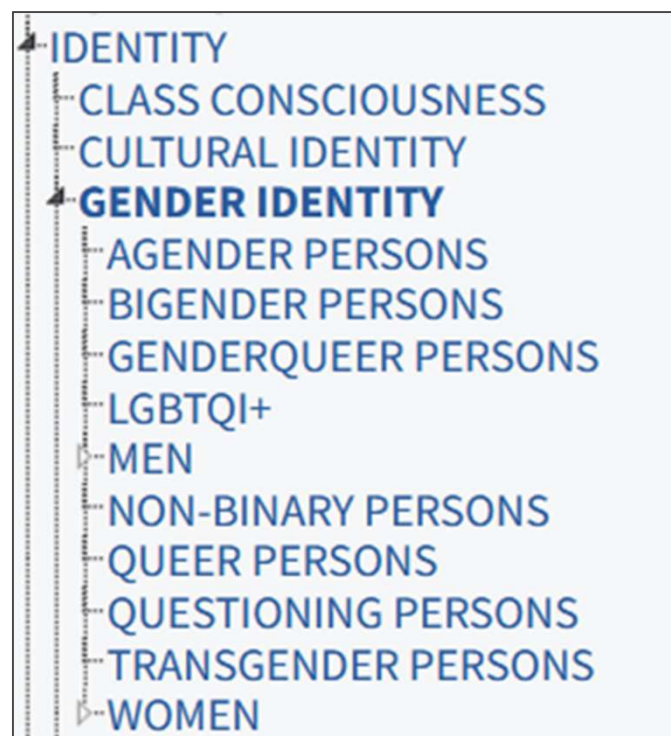 IDENTITY
CLASS CONSCIOUSNESS
CULTURAL IDENTITY
GENDER IDENTITY
AGENDER PERSONS
BIGENDER PERSONS
GENDERQUEER PERSONS
LGBTQI+
MEN
NON-BINARY PERSONS
QUEER PERSONS
QUESTIONING PERSONS
TRANSGENDER PERSONS
WOMEN